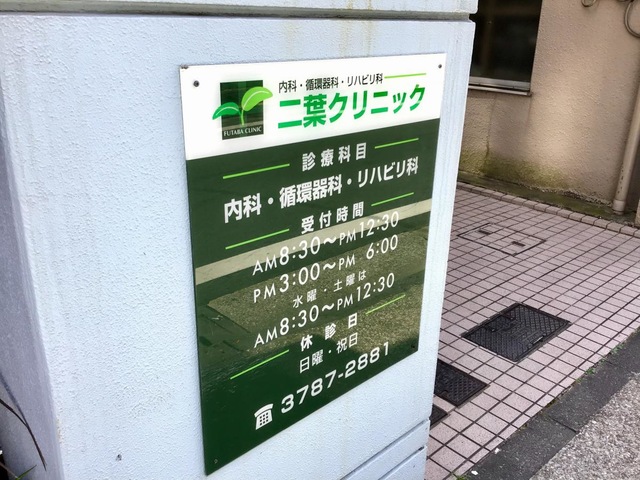 内科・循環器科・リハビリ科
二葉クリニック
FUTABA CLINIC
診療科目
内科・循環器科・リハビリ科
受付時間
AM8:30〜PM12:30
PM3:00〜PM 6:00
水曜・土曜は
AM8:30〜PM12:30
休診日
日曜・祝日
☎ 3787-2881